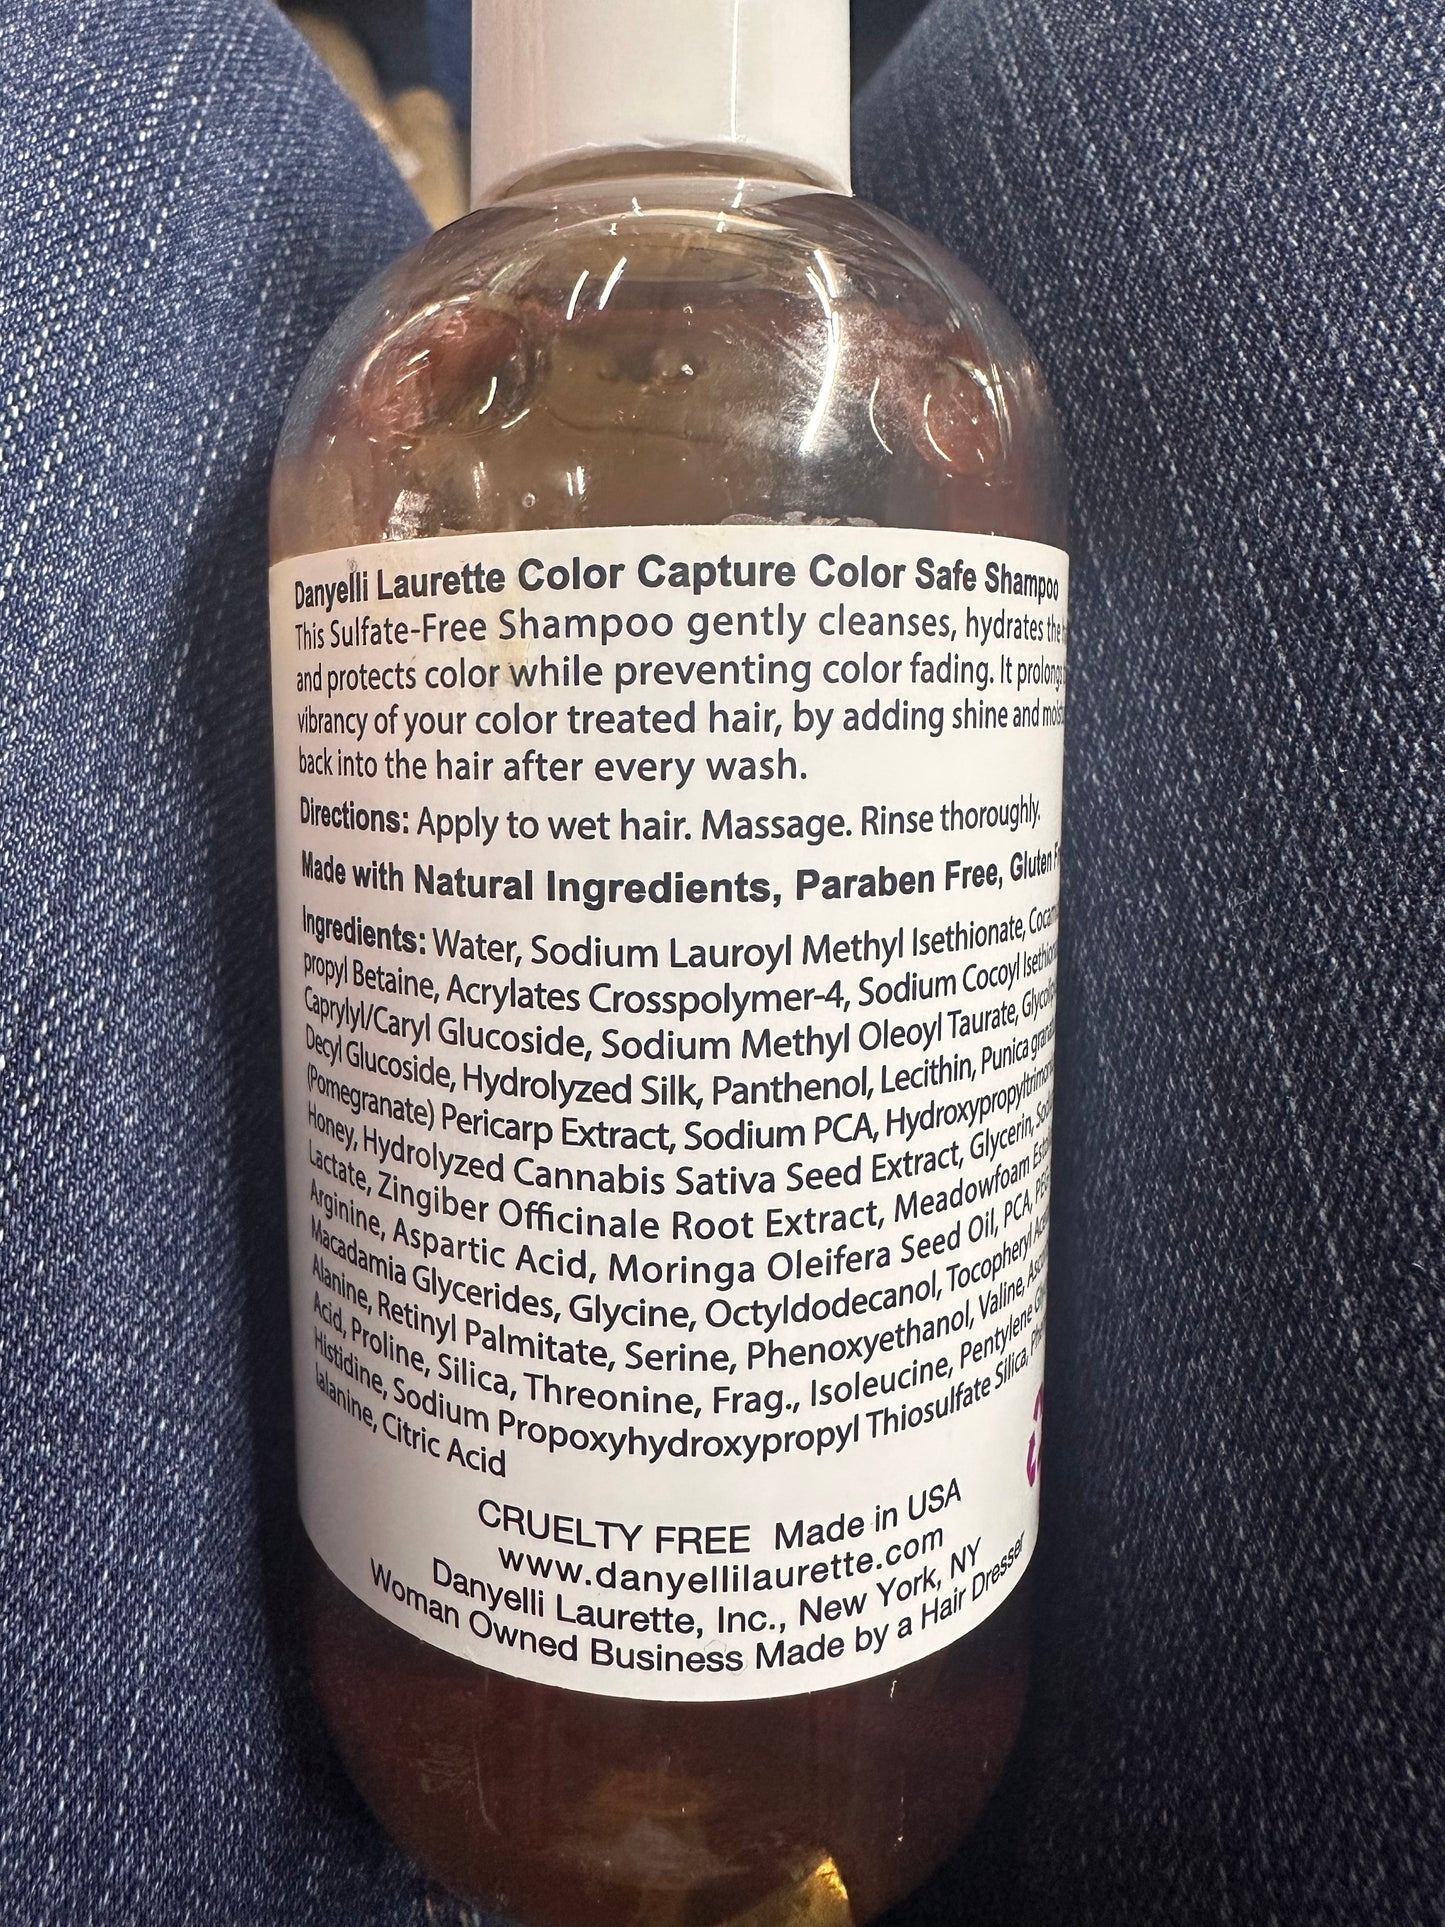 Danyelli Laurette Color Capture Color Safe Shampoo
This Sulfate-Free Shampoo gently cleanses, hydrates the
and protects color while preventing color fading. It prolongs
vibrancy of your color treated hair, by adding shine and
back into the hair after every wash.
Directions: Apply to wet hair. Massage. Rinse thoroughly.
Made with Natural Ingredients, Paraben Free, Gluten
Ingredients: Water, Sodium Lauroyl Methyl Isethionate,
propyl Betaine, Acrylates Crosspolymer-4, Sodium Cocoyl
Caprylyl/Caryl Glucoside, Sodium Methyl Oleoyl Taurate,
Decyl Glucoside, Hydrolyzed Silk, Panthenol, Lecithin, Punica
(Pomegranate) Pericarp Extract, Sodium PCA,
Honey, Hydrolyzed Cannabis Sativa Seed Extract, Glycerin,
Lactate, Zingiber Officinale Root Extract, Meadowfoam
Arginine, Aspartic Acid, Moringa Oleifera Seed Oil, PCA,
Macadamia Glycerides, Glycine, Octyldodecanol, Tocopheryl
Alanine, Retinyl Palmitate, Serine, Phenoxyethanol, Valine,
Acid, Proline, Silica, Threonine, Frag., Isoleucine, Pentylene
Histidine, Sodium Propoxyhydroxypropyl Thiosulfate Silica,
lalanine, Citric Acid
CRUELTY FREE Made in USA
www.danyellilaurette.com
Danyelli Laurette, Inc., New York, NY
Woman Owned Business Made by a Hair Dresser